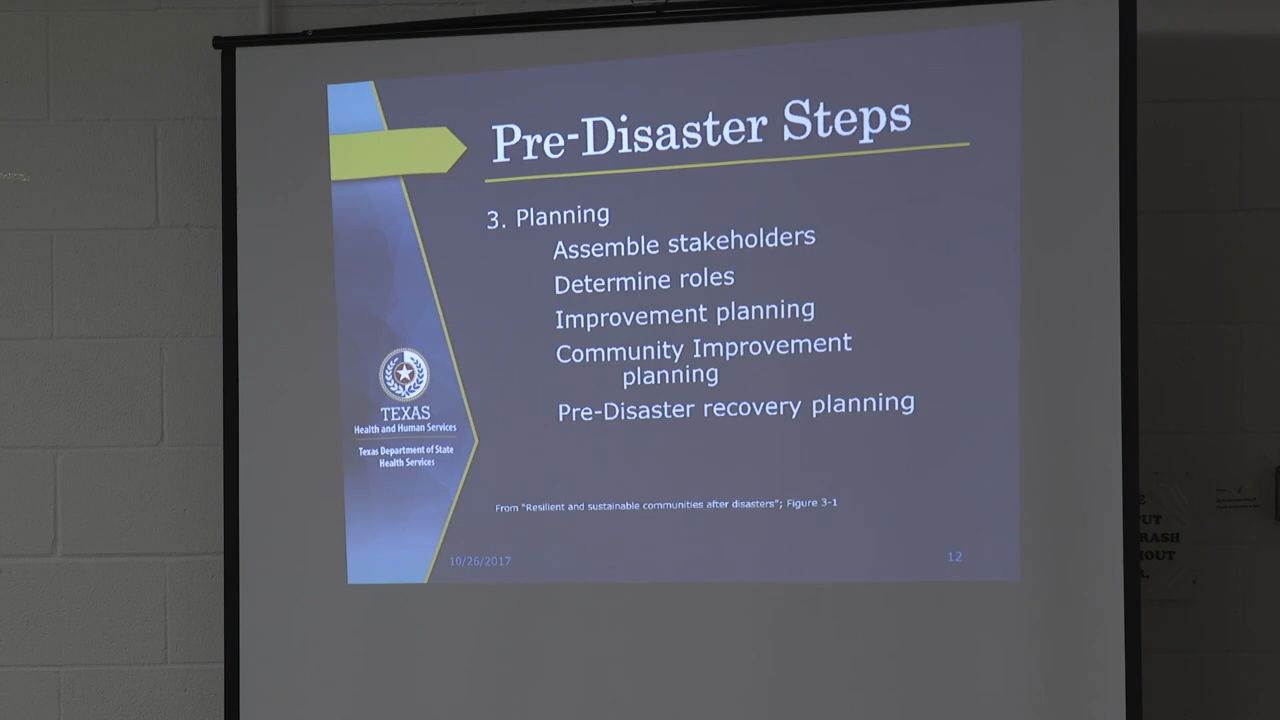 Pre-Disaster Steps
3. Planning
Assemble stakeholders
Determine roles
Improvement planning
Community Improvement
planning
Pre-Disaster recovery planning
TEXAS
Health and Human Services
Texas Department of State
Health Services
From "Resilient and sustainable communities after disasters"; Figure 3-1
10/26/2017
12